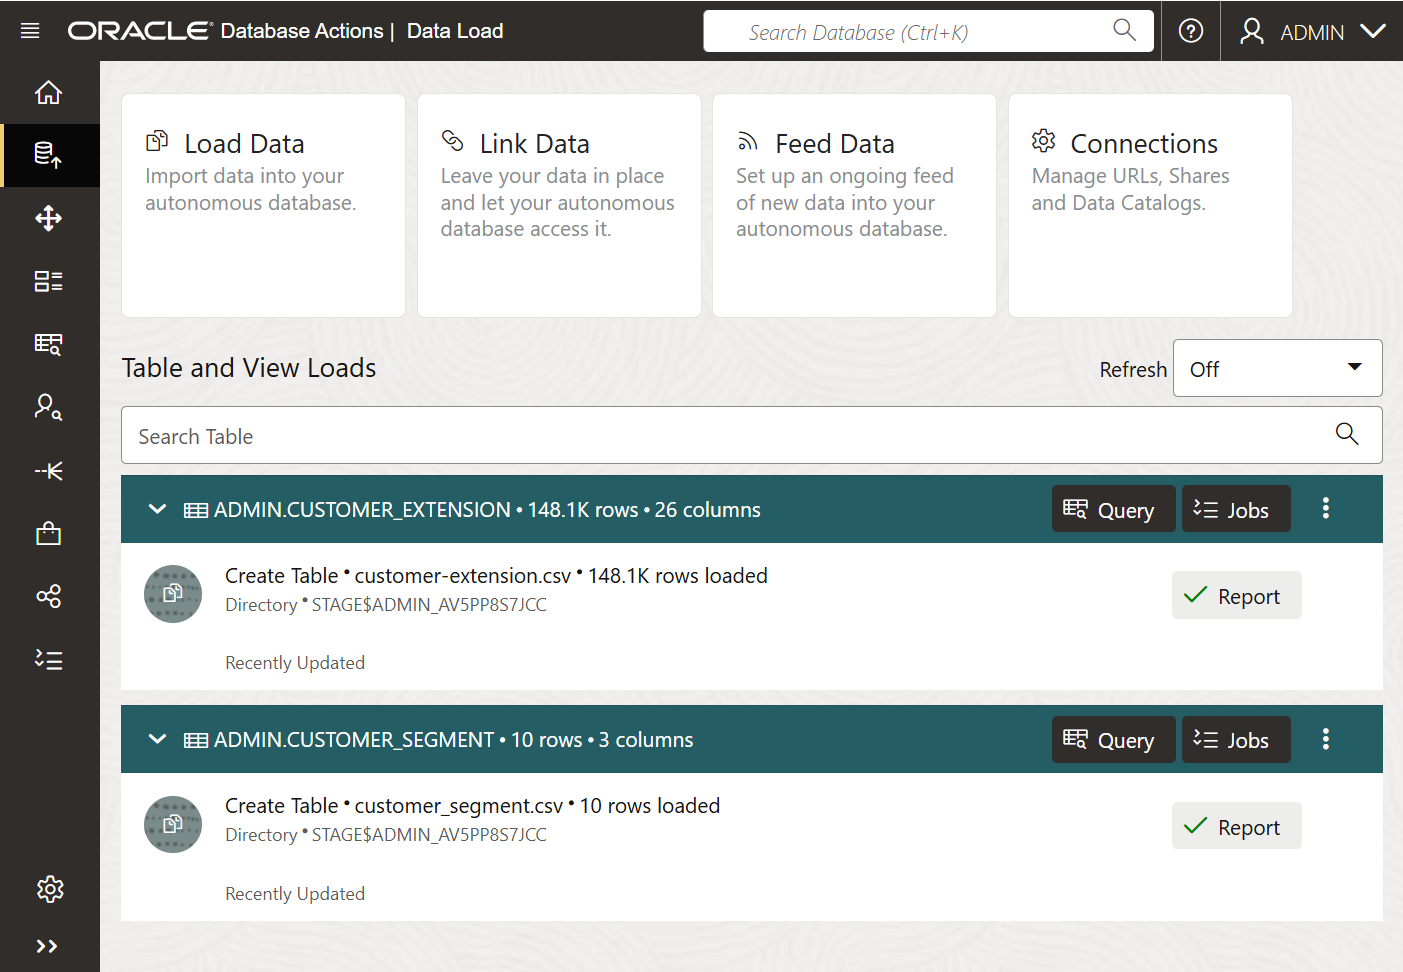 ORACLE Database Actions | Data Load
Search Database (Ctrl+K)
ADMIN
Load Data
Import data into your
autonomous database.
Link Data
Leave your data in place
and let your autonomous
database access it.
Feed Data
Set up an ongoing feed
of new data into your
autonomous database.
Connections
Manage URLs, Shares
and Data Catalogs.
Table and View Loads
Refresh Off
Search Table
ADMIN.CUSTOMER_EXTENSION • 148.1K rows • 26 columns
Query
Jobs
Create Table • customer-extension.csv • 148.1K rows loaded
Directory • STAGE$ADMIN_AV5PP8S7JCC
Report
Recently Updated
ADMIN.CUSTOMER_SEGMENT • 10 rows • 3 columns
Query
Jobs
Create Table • customer_segment.csv • 10 rows loaded
Directory • STAGE$ADMIN_AV5PP8S7JCC
Report
Recently Updated